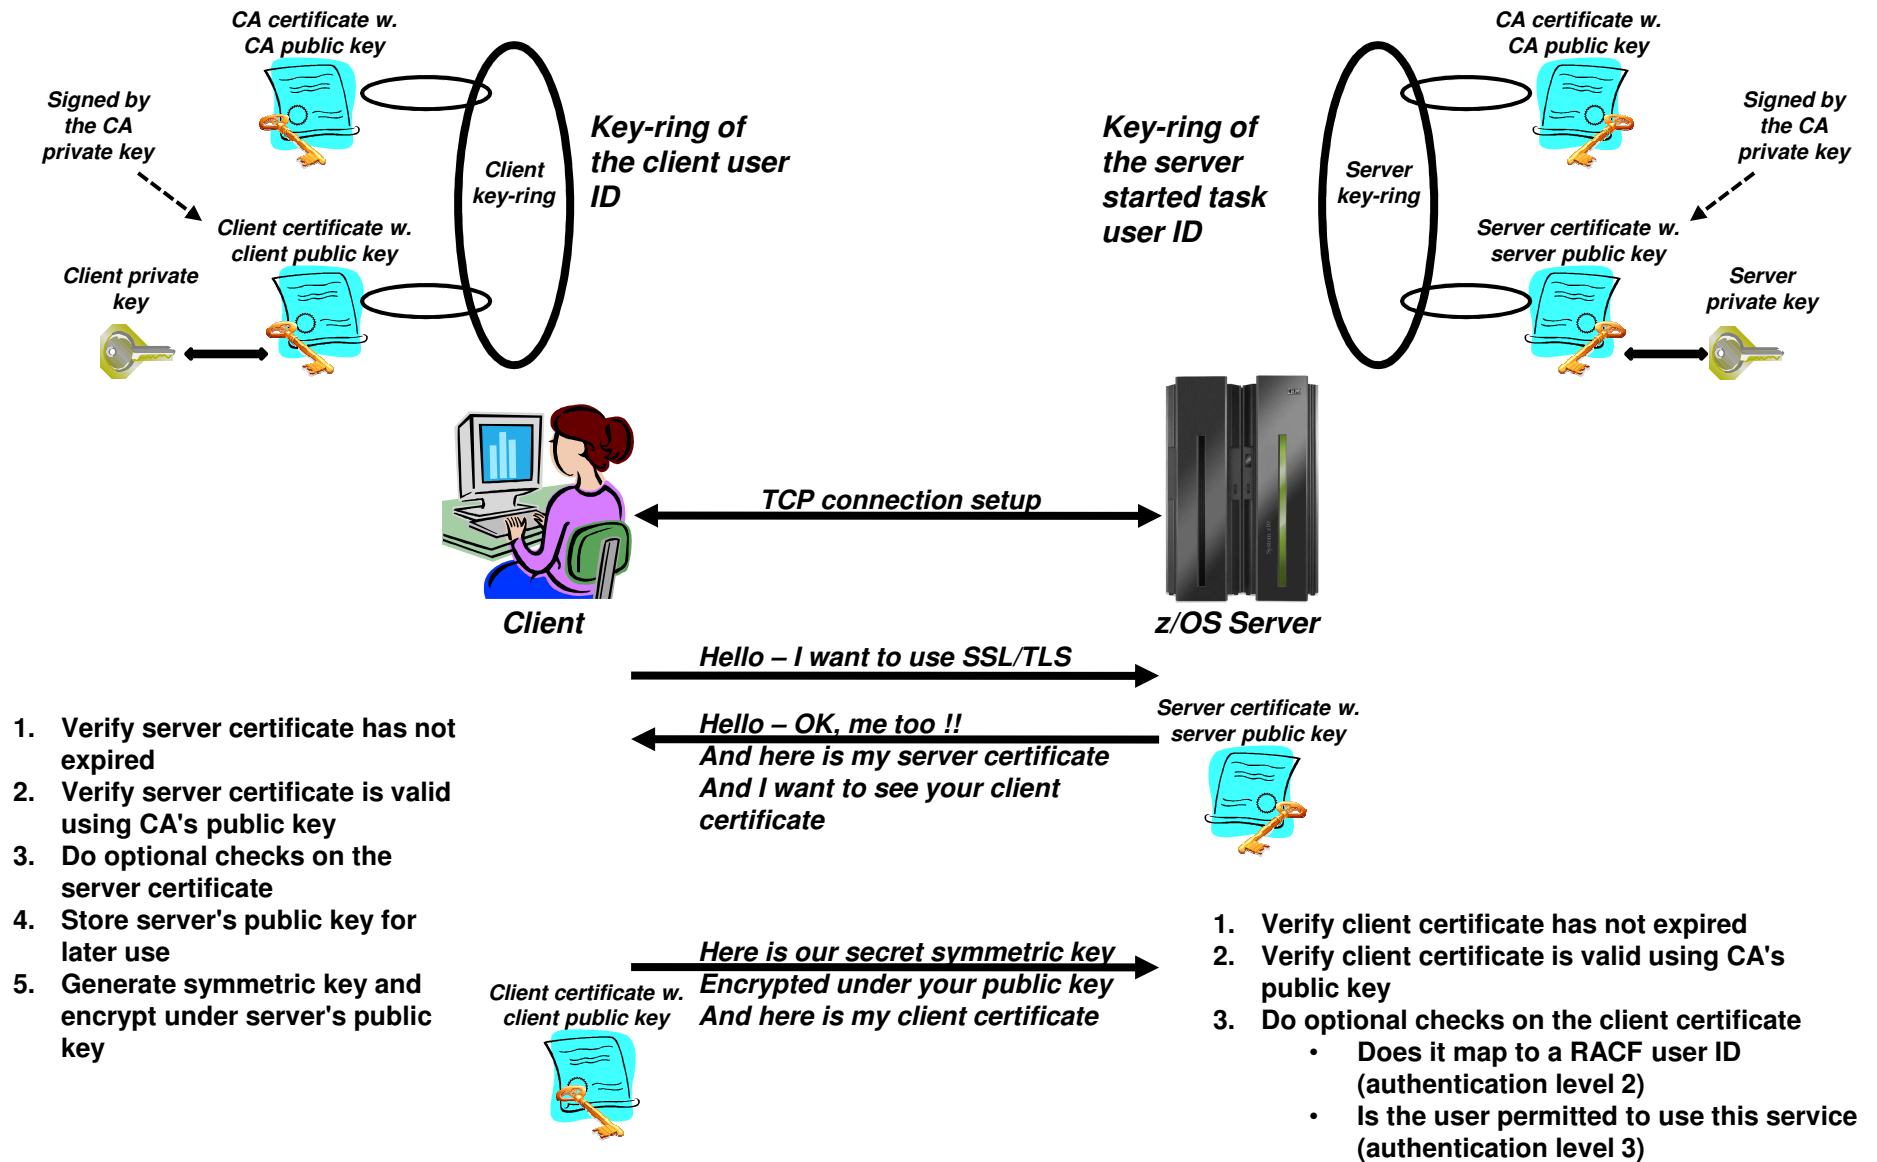 CA certificate w.
CA public key
Signed by
the CA
private key
Client certificate w.
client public key
Client private
key
Client
key-ring
Key-ring of
the client user
ID
Key-ring of
the server
started task
user ID
Server
key-ring
CA certificate w.
CA public key
Signed by
the CA
private key
Server certificate w.
server public key
Server
private key
TCP connection setup
Client
z/OS Server
Hello – I want to use SSL/TLS
Hello – OK, me too !!
And here is my server certificate
And I want to see your client
certificate
Server certificate w.
server public key
1. Verify server certificate has not
expired
2. Verify server certificate is valid
using CA's public key
3. Do optional checks on the
server certificate
4. Store server's public key for
later use
5. Generate symmetric key and
encrypt under server's public
key
Client certificate w.
client public key
Here is our secret symmetric key
Encrypted under your public key
And here is my client certificate
1. Verify client certificate has not expired
2. Verify client certificate is valid using CA's
public key
3. Do optional checks on the client certificate
• Does it map to a RACF user ID
(authentication level 2)
• Is the user permitted to use this service
(authentication level 3)